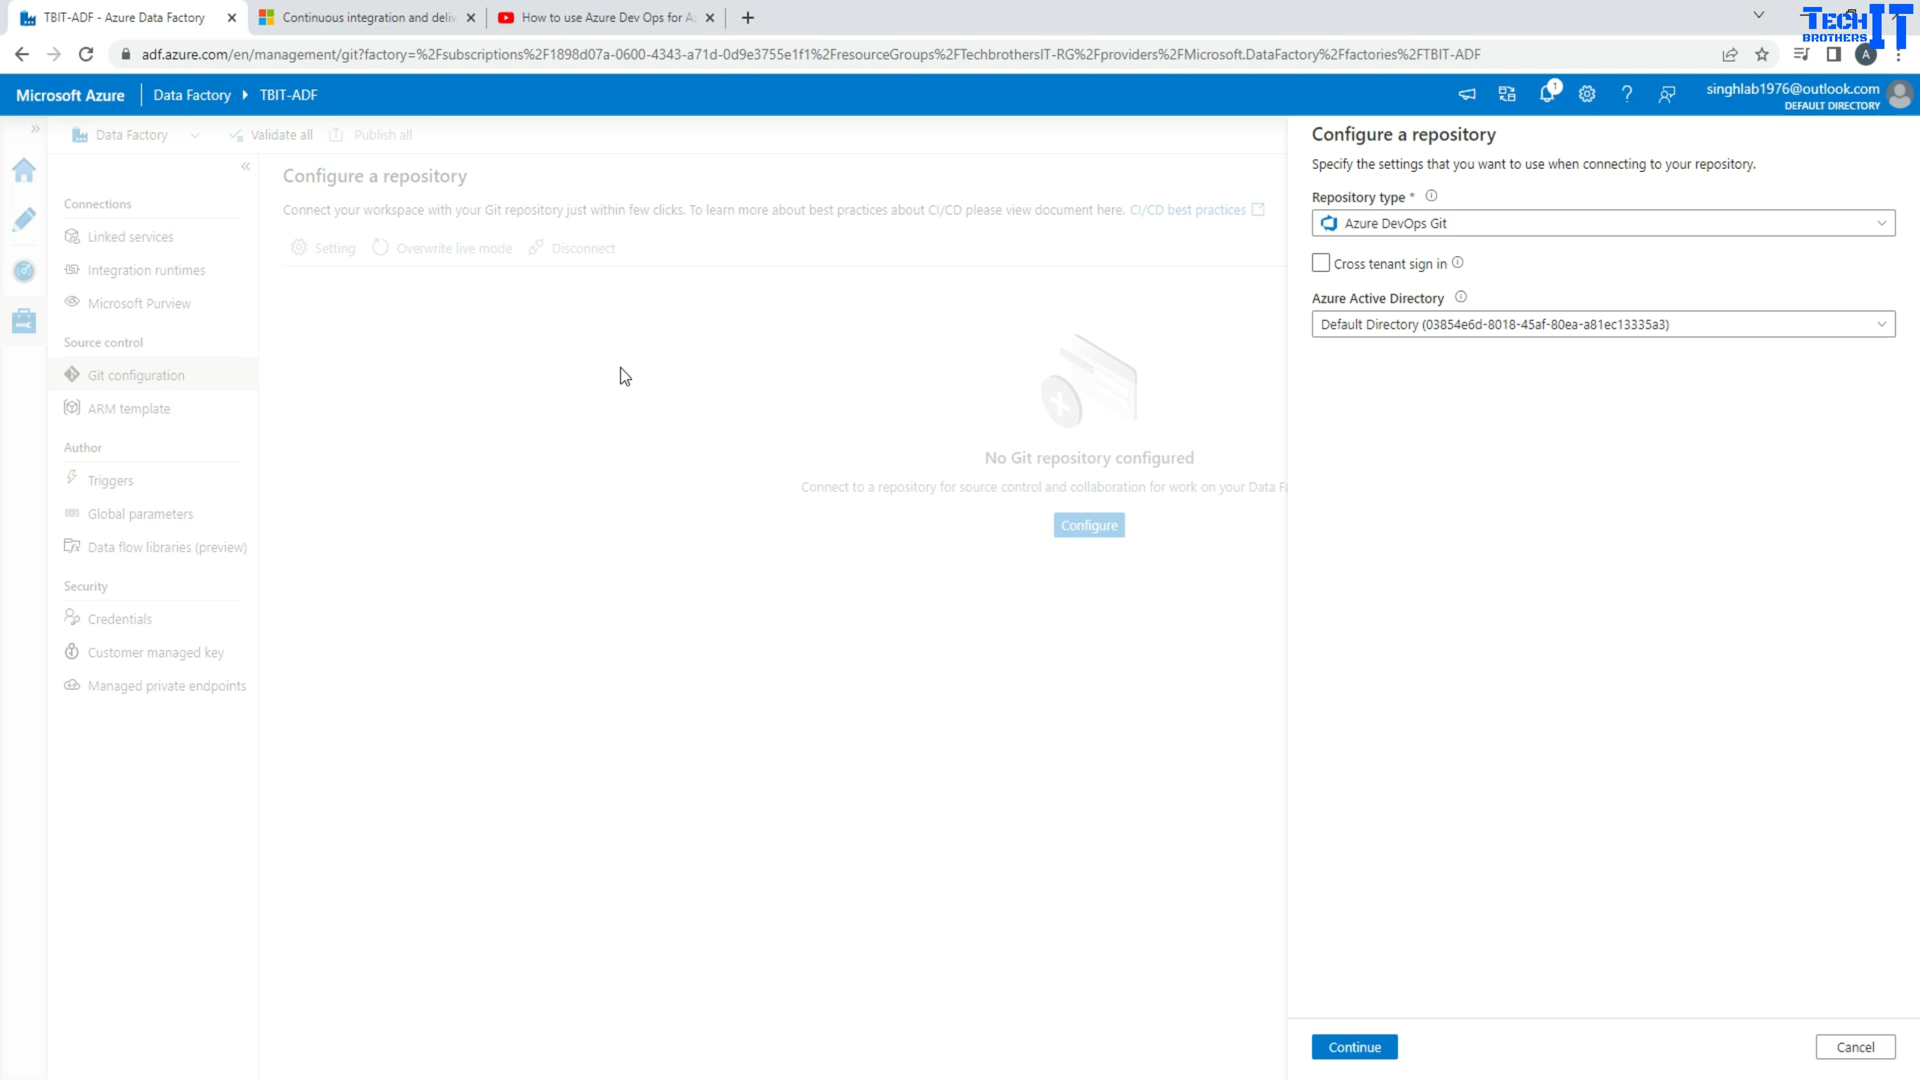 TBIT-ADF - Azure Data Factory
Continuous integration and deliv
How to use Azure Dev Ops for Az
TECH IT
BROTHERS
adf.azure.com/en/management/git?factory=%2Fsubscriptions%2F1898d07a-0600-4343-a71d-0d9e3755e1f1%2FresourceGroups%2FTechbrothersIT-RG%2Fproviders%2FMicrosoft.DataFactory%2Ffactories%2FTBIT-ADF
A
Microsoft Azure
Data Factory
TBIT-ADF
1
singhlab1976@outlook.com
DEFAULT DIRECTORY
Data Factory
Validate all
Publish all
Connections
Linked services
Integration runtimes
Microsoft Purview
Source control
Git configuration
ARM template
Author
Triggers
Global parameters
Data flow libraries (preview)
Security
Credentials
Customer managed key
Managed private endpoints
Configure a repository
Connect your workspace with your Git repository just within few clicks. To learn more about best practices about CI/CD please view document here. CI/CD best practices
Setting
Overwrite live mode
Disconnect
No Git repository configured
Connect to a repository for source control and collaboration for work on your Data Fa
Configure
Configure a repository
Specify the settings that you want to use when connecting to your repository.
Repository type *
Azure DevOps Git
Cross tenant sign in
Azure Active Directory
Default Directory (03854e6d-8018-45af-80ea-a81ec13335a3)
Continue
Cancel